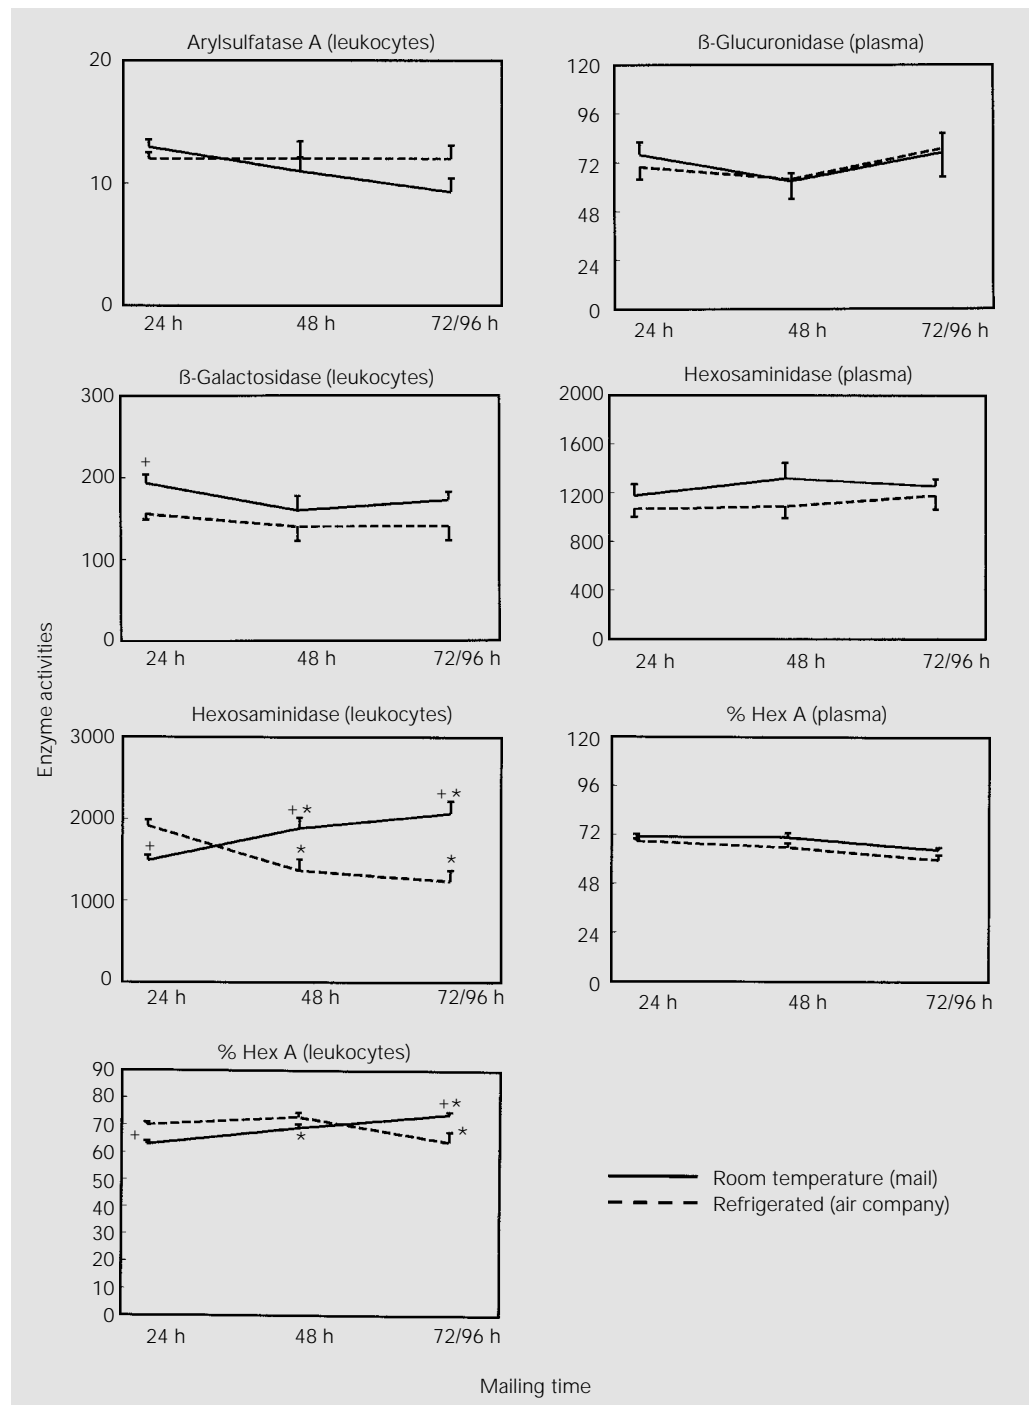 Arylsulfatase A (leukocytes)
20
10
0
24 h 48 h 72/96 h
ß-Glucuronidase (plasma)
120
96
72
48
24
0
24 h 48 h 72/96 h
ß-Galactosidase (leukocytes)
300
200
100
0
+
24 h 48 h 72/96 h
Hexosaminidase (plasma)
2000
1600
1200
800
400
0
24 h 48 h 72/96 h
Enzyme activities
Hexosaminidase (leukocytes)
3000
2000
1000
0
+ + * + *
* *
24 h 48 h 72/96 h
% Hex A (plasma)
120
96
72
48
24
0
24 h 48 h 72/96 h
% Hex A (leukocytes)
90
80
70
60
50
40
30
20
10
0
+ * + * *
24 h 48 h 72/96 h
Room temperature (mail)
Refrigerated (air company)
Mailing time